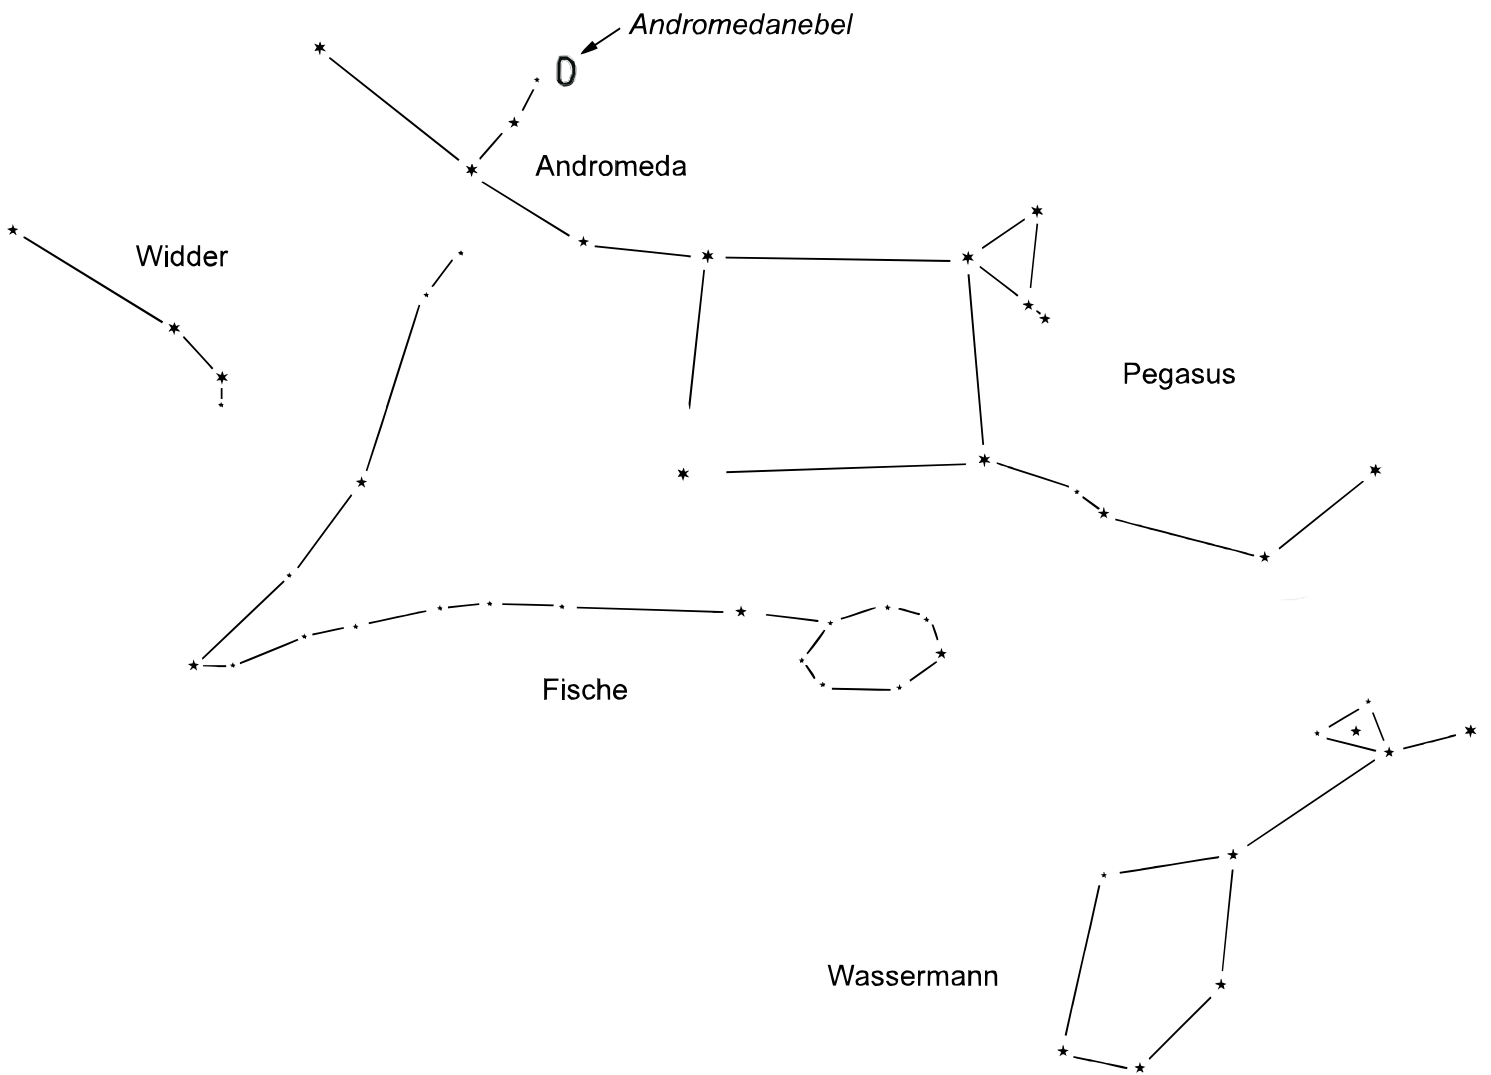 Andromedanebel
Andromeda
Widder
Pegasus
Fische
Wassermann